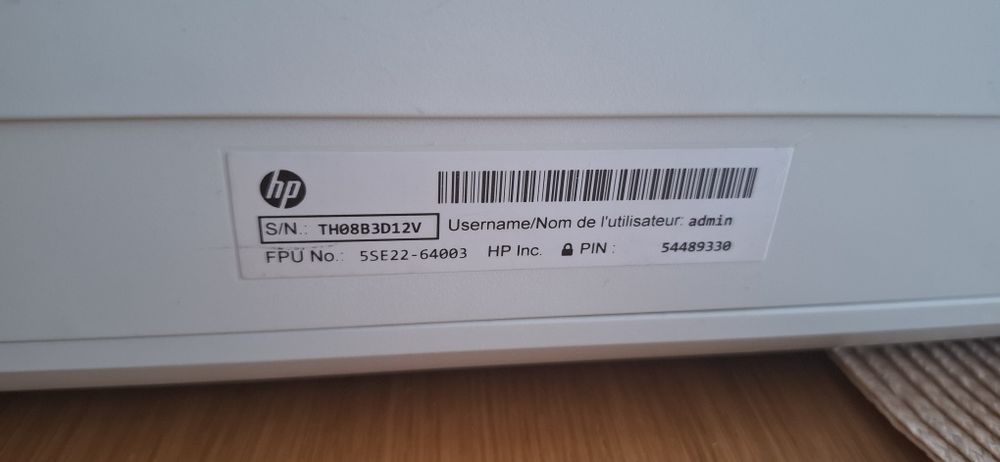 hp
S/N.: TH08B3D12V Username/Nom de l'utilisateur: admin
FPU No.: 5SE22-64003 HP Inc. PIN : 54489330